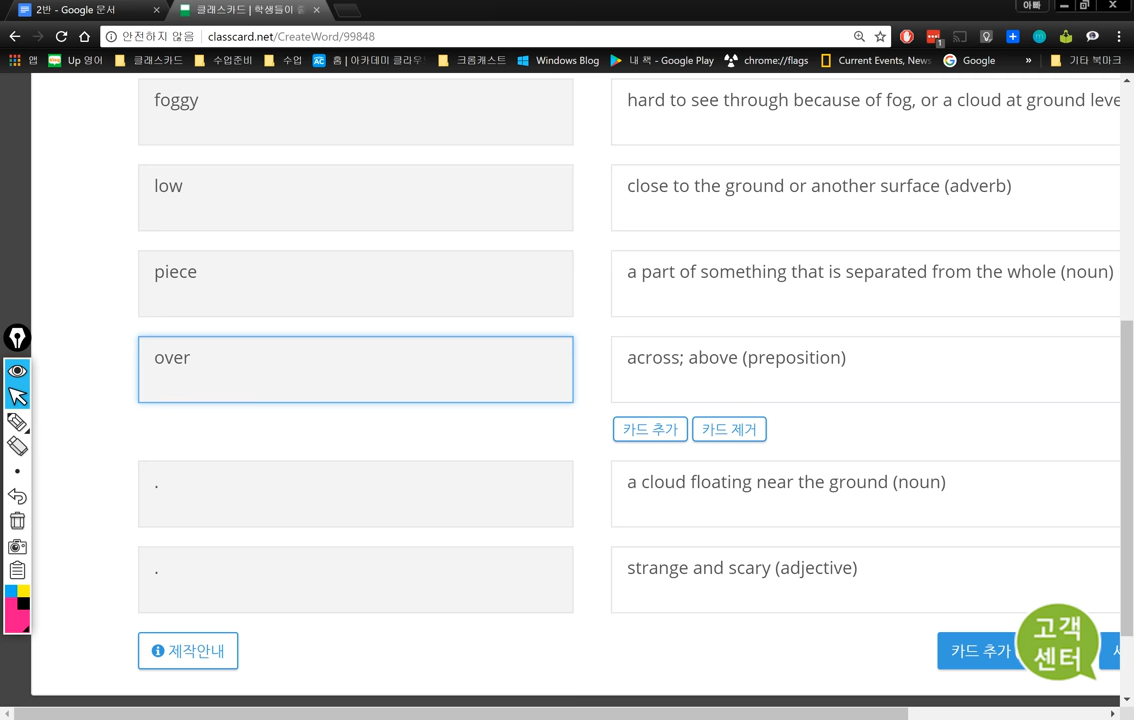 2반 - Google 문서
클래스카드 | 학생들이 좋
아빠
안전하지 않음 classcard.net/CreateWord/99848
앱 Up 영어 클래스카드 수업준비 수업 AC 홈 | 아카데미 클라우 크롬캐스트 Windows Blog 내 책 - Google Play chrome://flags Current Events, News G Google » 기타 북마크
foggy
hard to see through because of fog, or a cloud at ground leve
low
close to the ground or another surface (adverb)
piece
a part of something that is separated from the whole (noun)
over
across; above (preposition)
카드 추가 카드 제거
.
a cloud floating near the ground (noun)
.
strange and scary (adjective)
제작안내
카드 추가
고객
센터